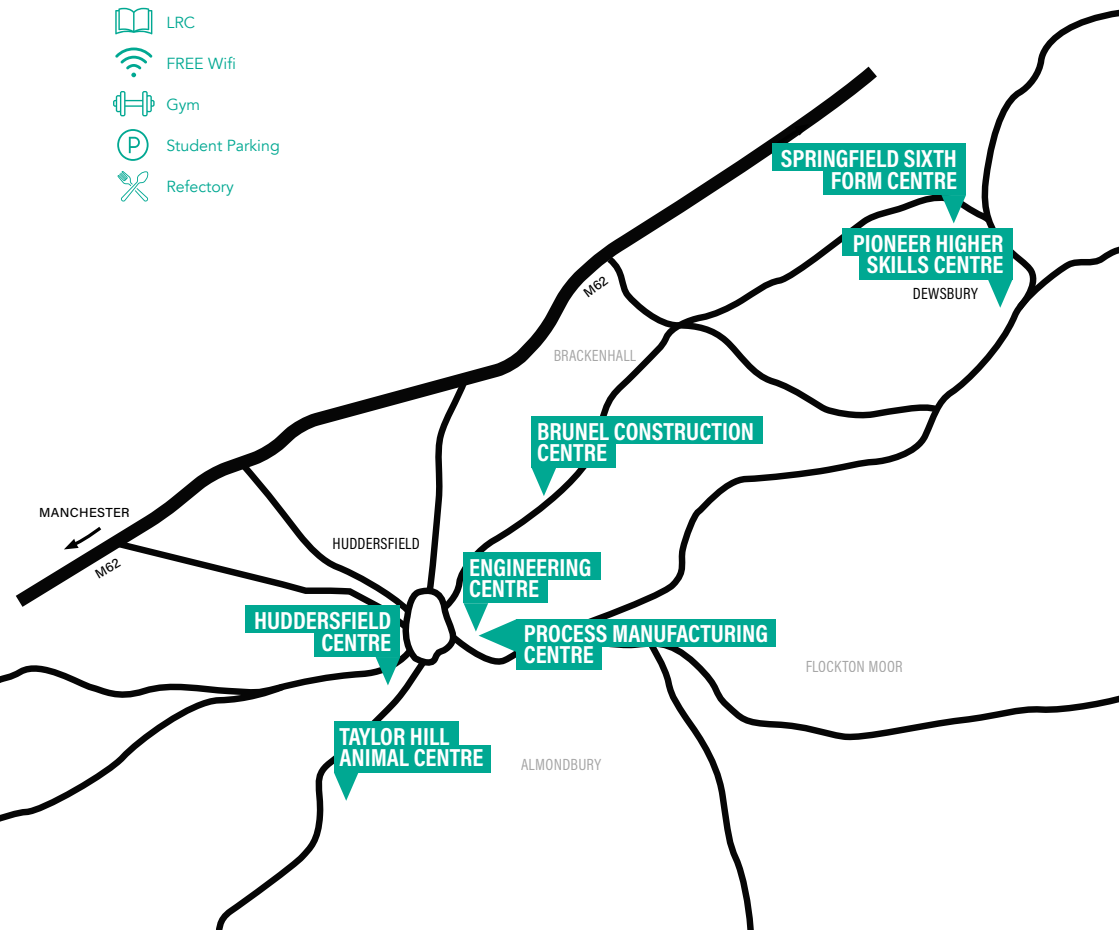 LRC
FREE Wifi
Gym
P
Student Parking
Refectory
SPRINGFIELD SIXTH
FORM CENTRE
PIONEER HIGHER
SKILLS CENTRE
DEWSBURY
M62
BRACKENHALL
BRUNEL CONSTRUCTION
CENTRE
MANCHESTER
M62
HUDDERSFIELD
ENGINEERING
CENTRE
HUDDERSFIELD
CENTRE
PROCESS MANUFACTURING
CENTRE
FLOCKTON MOOR
TAYLOR HILL
ANIMAL CENTRE
ALMONDBURY